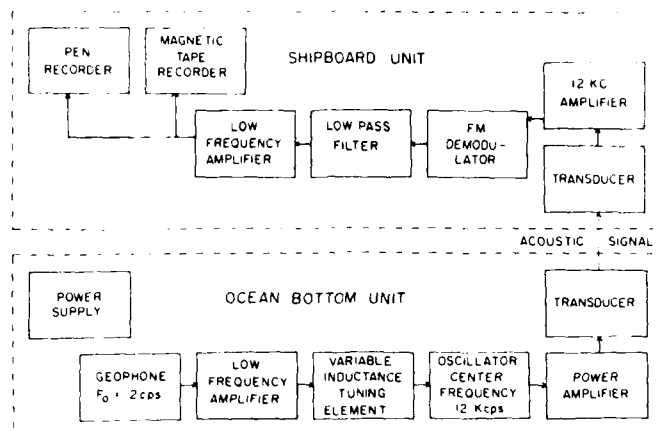 PEN
RECORDER
MAGNETIC
TAPE
RECORDER
SHIPBOARD UNIT
12 KC
AMPLIFIER
LOW
FREQUENCY
AMPLIFIER
LOW PASS
FILTER
FM
DEMODU-
LATOR
TRANSDUCER
ACOUSTIC SIGNAL
POWER
SUPPLY
OCEAN BOTTOM UNIT
TRANSDUCER
GEOPHONE
F₀ = 2 cps
LOW
FREQUENCY
AMPLIFIER
VARIABLE
INDUCTANCE
TUNING
ELEMENT
OSCILLATOR
CENTER
FREQUENCY
12 Kcps
POWER
AMPLIFIER